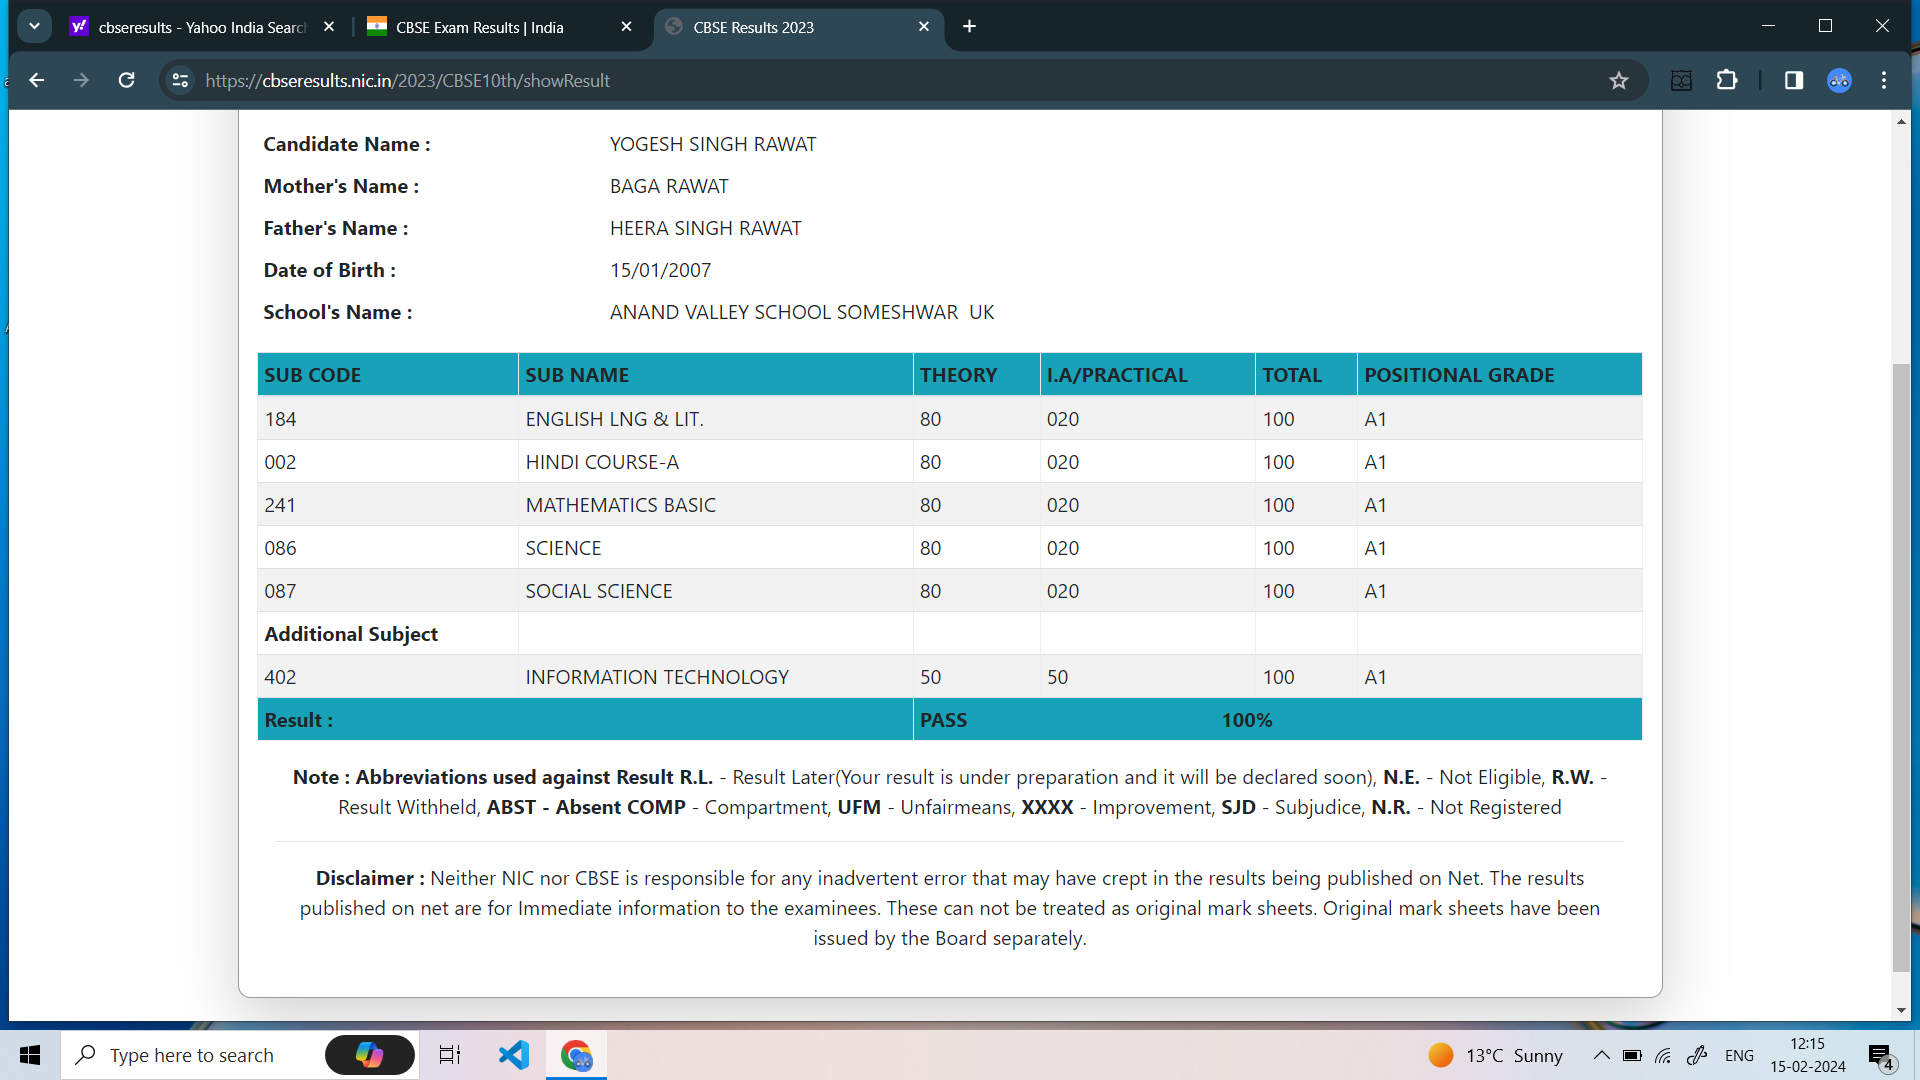 cbseresults - Yahoo India Searc
CBSE Exam Results | India
CBSE Results 2023
https://cbseresults.nic.in/2023/CBSE10th/showResult
Candidate Name : YOGESH SINGH RAWAT
Mother's Name : BAGA RAWAT
Father's Name : HEERA SINGH RAWAT
Date of Birth : 15/01/2007
School's Name : ANAND VALLEY SCHOOL SOMESHWAR UK
SUB CODE SUB NAME THEORY I.A/PRACTICAL TOTAL POSITIONAL GRADE
184 ENGLISH LNG & LIT. 80 020 100 A1
002 HINDI COURSE-A 80 020 100 A1
241 MATHEMATICS BASIC 80 020 100 A1
086 SCIENCE 80 020 100 A1
087 SOCIAL SCIENCE 80 020 100 A1
Additional Subject
402 INFORMATION TECHNOLOGY 50 50 100 A1
Result : PASS 100%
Note : Abbreviations used against Result R.L. - Result Later(Your result is under preparation and it will be declared soon), N.E. - Not Eligible, R.W. -
Result Withheld, ABST - Absent COMP - Compartment, UFM - Unfairmeans, XXXX - Improvement, SJD - Subjudice, N.R. - Not Registered
Disclaimer : Neither NIC nor CBSE is responsible for any inadvertent error that may have crept in the results being published on Net. The results
published on net are for Immediate information to the examinees. These can not be treated as original mark sheets. Original mark sheets have been
issued by the Board separately.
Type here to search
13°C Sunny
ENG
12:15
15-02-2024
4